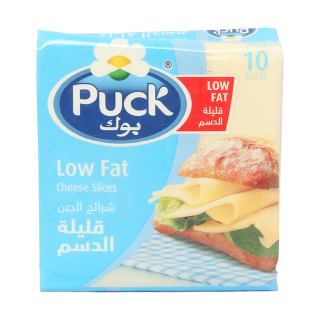 Puck
بوك
10
SLICES
LOW
FAT
قليلة
الدسم
Low Fat
Cheese Slices
شرائح الجبن
قليلة
الدسم